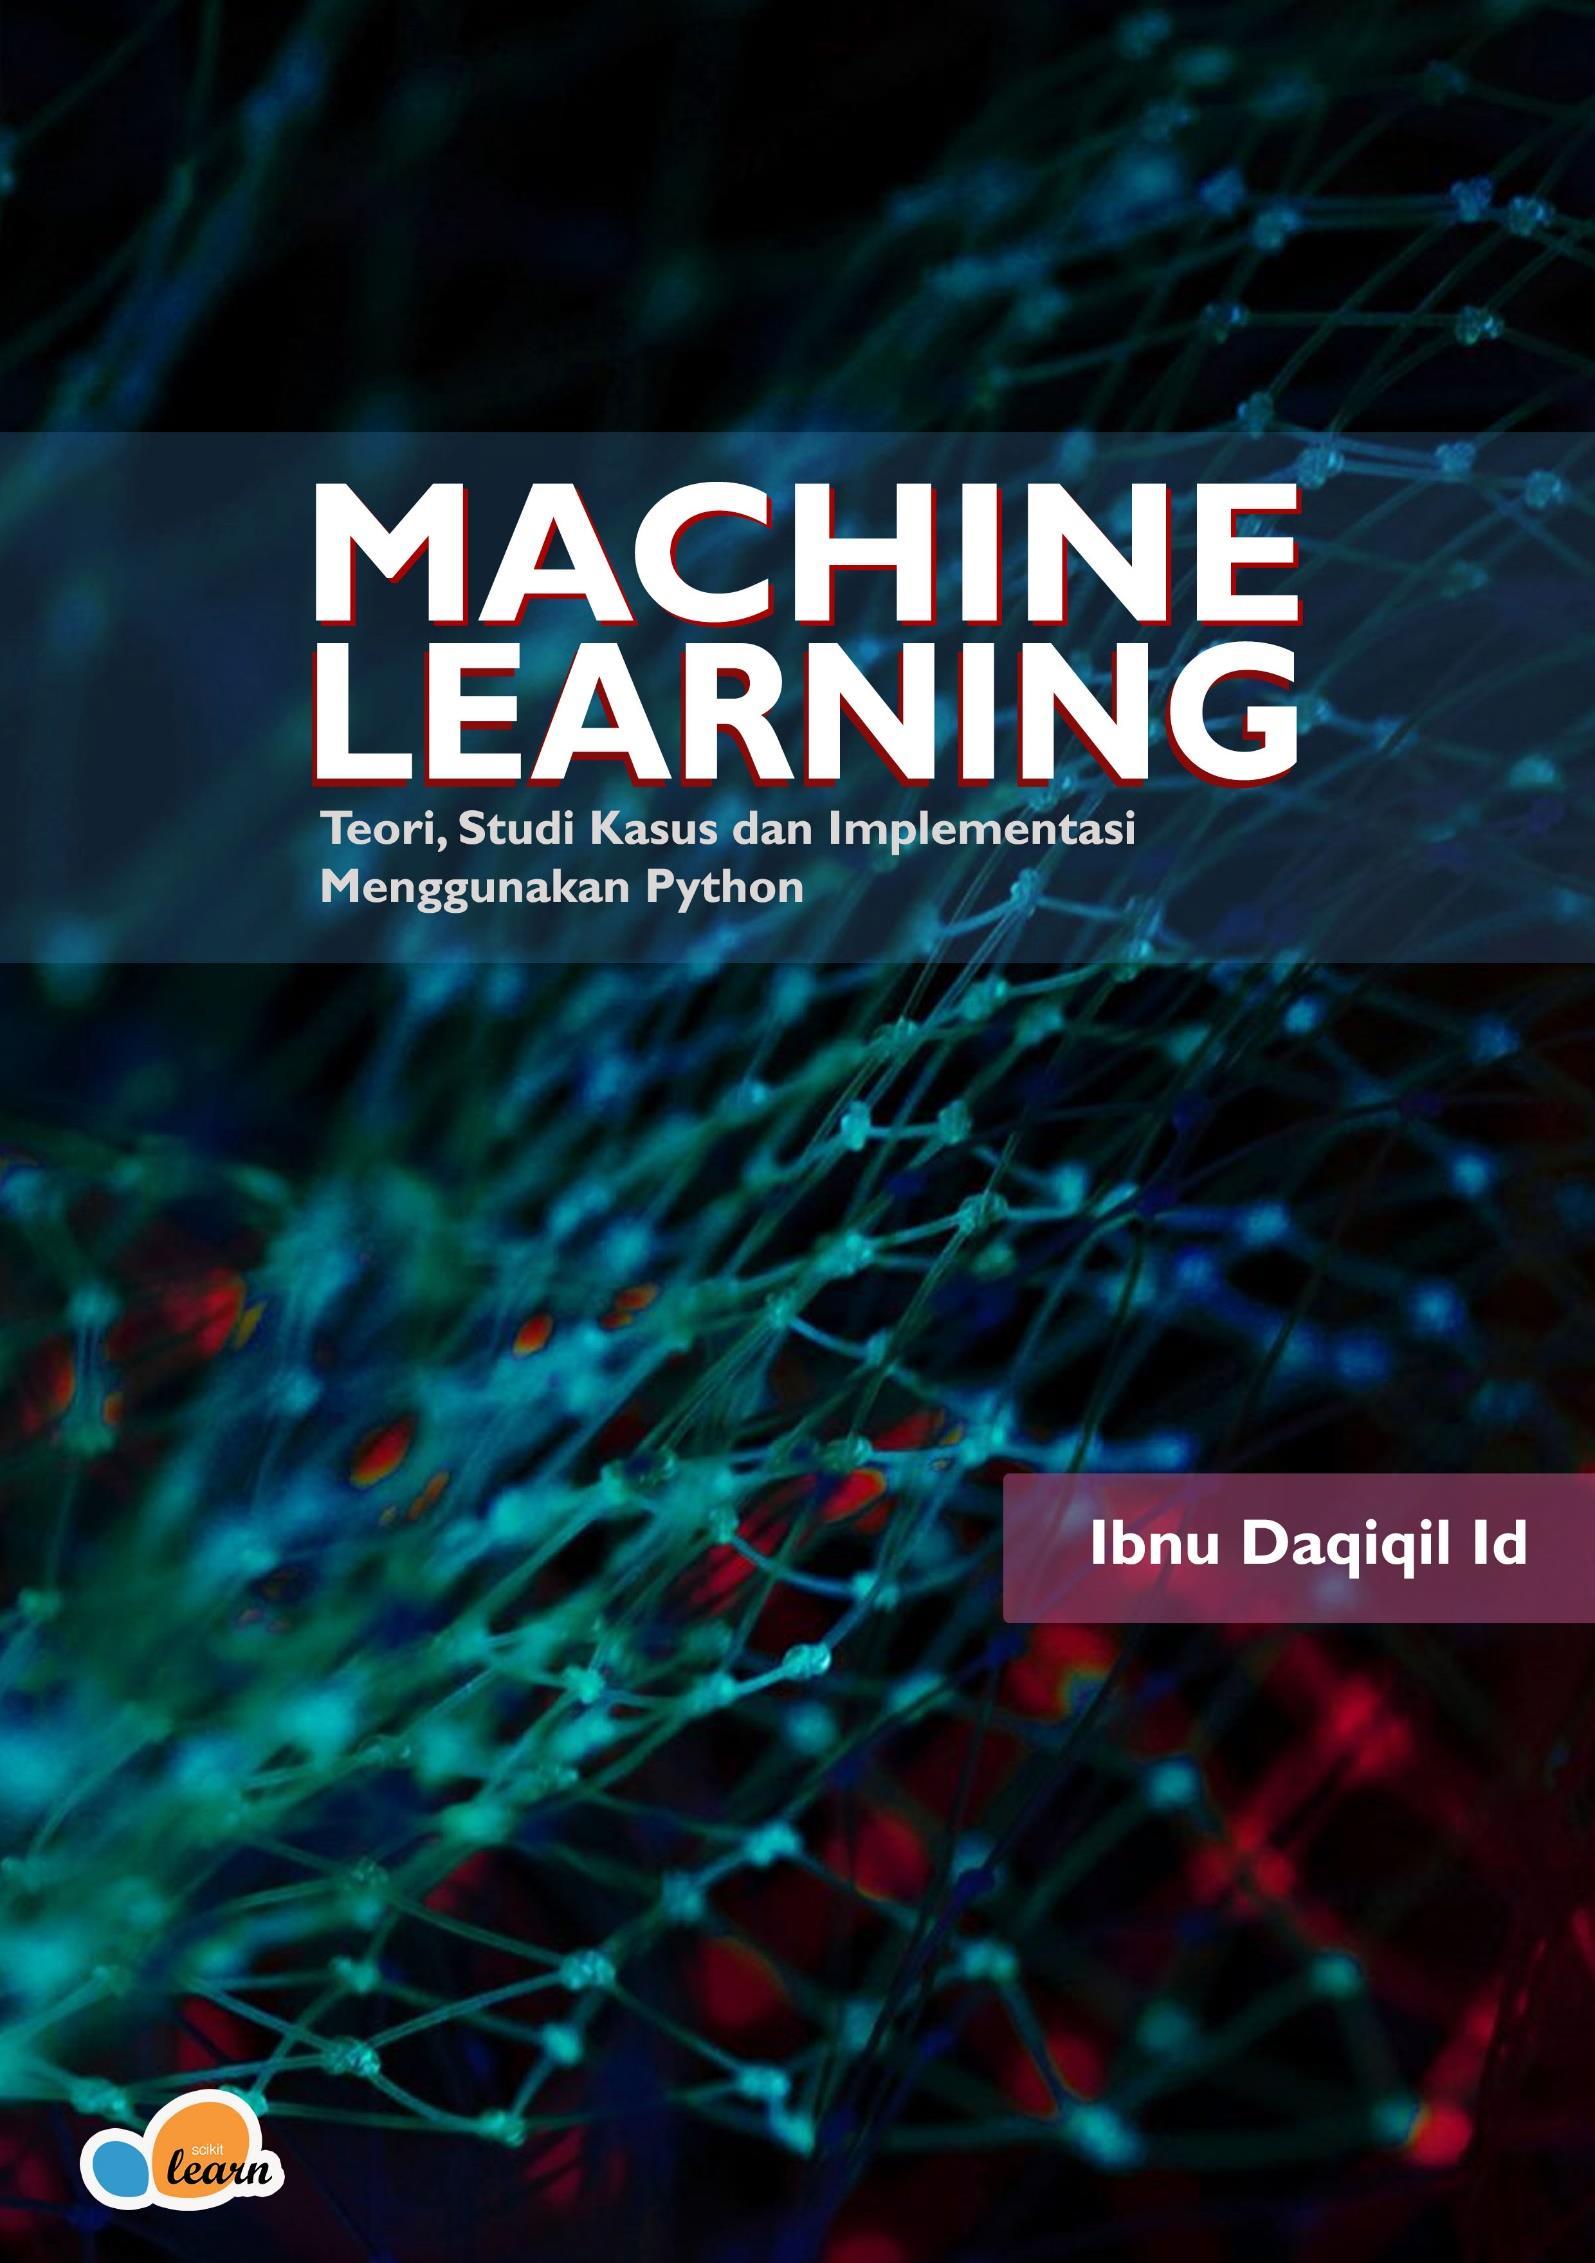 MACHINE
LEARNING
Teori, Studi Kasus dan Implementasi
Menggunakan Python
Ibnu Daqiqil Id
scikit
learn